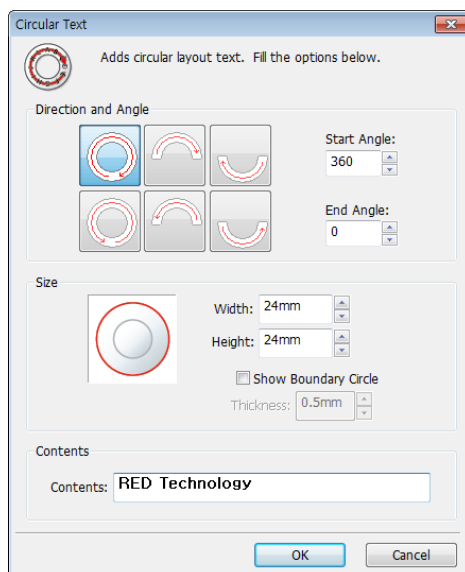 Circular Text
Adds circular layout text. Fill the options below.
Direction and Angle
Start Angle:
360
End Angle:
0
Size
Width: 24mm
Height: 24mm
Show Boundary Circle
Thickness: 0.5mm
Contents
Contents: RED Technology
OK Cancel